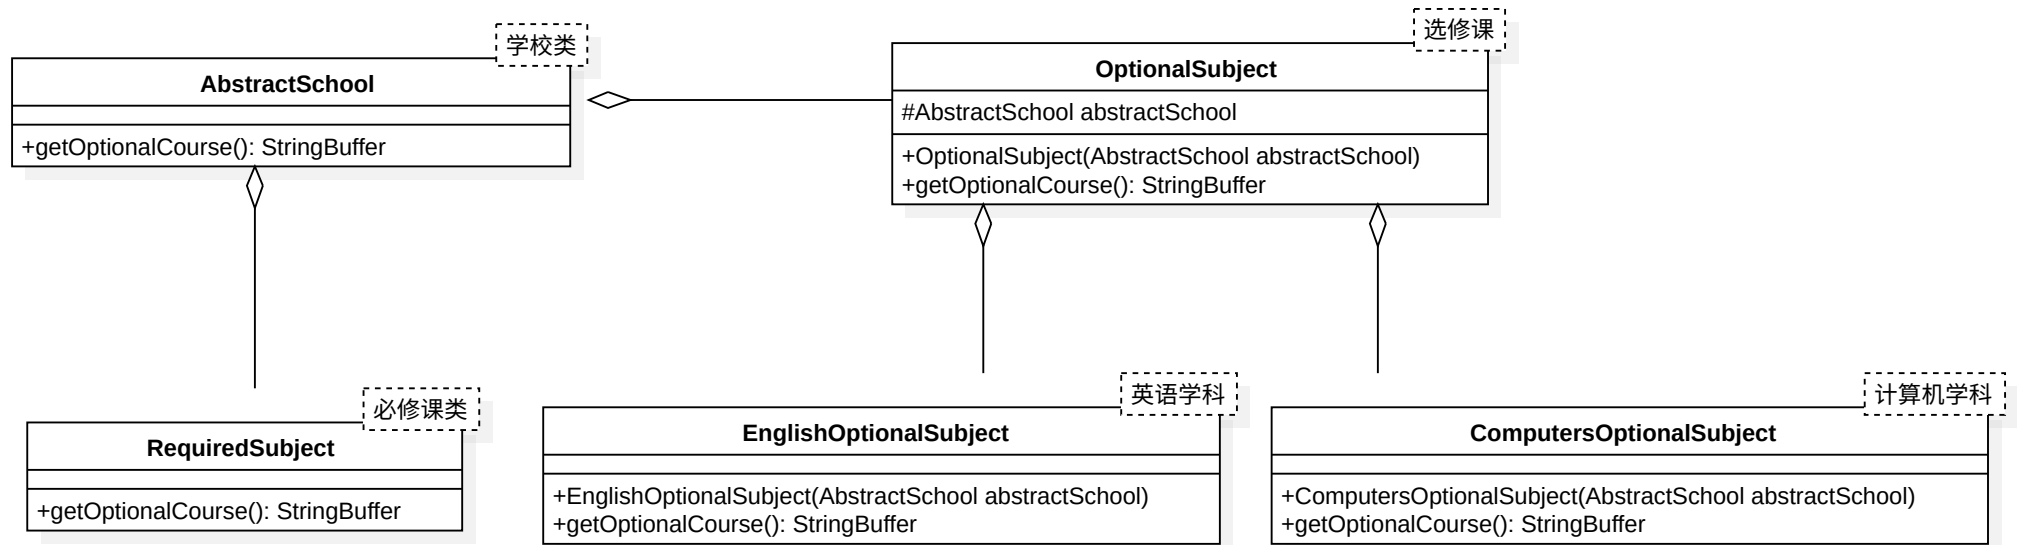 学校类
AbstractSchool
+getOptionalCourse(): StringBuffer
选修课
OptionalSubject
#AbstractSchool abstractSchool
+OptionalSubject(AbstractSchool abstractSchool)
+getOptionalCourse(): StringBuffer
必修课类
RequiredSubject
+getOptionalCourse(): StringBuffer
英语学科
EnglishOptionalSubject
+EnglishOptionalSubject(AbstractSchool abstractSchool)
+getOptionalCourse(): StringBuffer
计算机学科
ComputersOptionalSubject
+ComputersOptionalSubject(AbstractSchool abstractSchool)
+getOptionalCourse(): StringBuffer